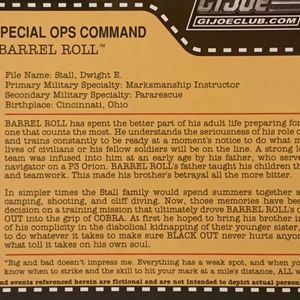 GIJOE
GIJOECLUB.COM
SPECIAL OPS COMMAND
BARREL ROLL™
File Name: Stall, Dwight E.
Primary Military Specialty: Marksmanship Instructor
Secondary Military Specialty: Pararescue
Birthplace: Cincinnati, Ohio
BARREL ROLL has spent the better part of his adult life preparing for
one that counts the most. He understands the seriousness of his role o
and trains constantly to be ready at a moment's notice to do what m
lives of civilians or his fellow soldiers will be on the line. A strong
team was infused into him at an early age by his father, who serve
navigator on a P3 Orion. BARREL ROLL's father taught his children th
and teamwork. This made his brother's betrayal all the more bitter.
In simpler times the Stall family would spend summers together a
camping, shooting, and cliff diving. Now, those memories have bee
decision on a training mission that ultimately drove BARREL ROLL's
OUT into the grip of COBRA. At first he hoped to bring his brother
of his complicity in the diabolical kidnapping of their younger sister,
to do whatever it takes to make sure BLACK OUT never hurts anyon
what toll it takes on his own soul.
"Big and bad doesn't impress me. Everything has a weak spot, and when yo
know when to strike and the skill to hit your mark at a mile's distance, ALL
and events referenced herein are fictional and are not intended to depict actual